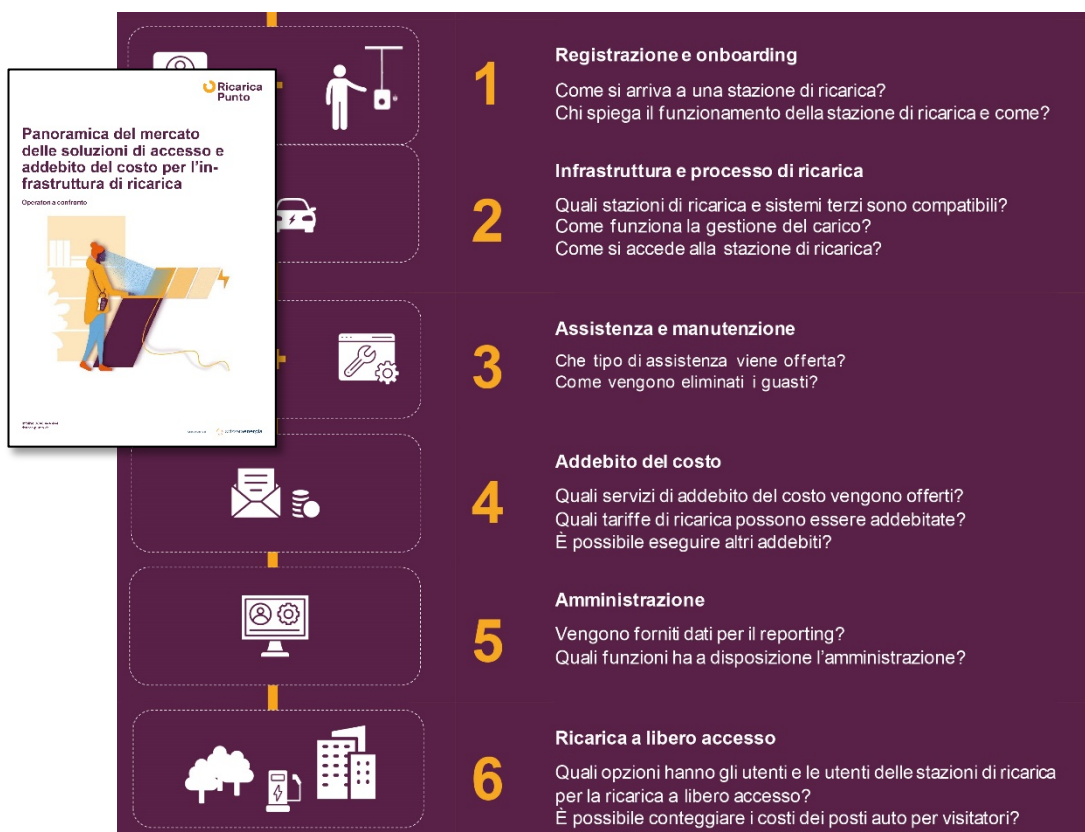 Ricarica
Punto
Panoramica del mercato
delle soluzioni di accesso e
addebito del costo per l'in-
frastruttura di ricarica
Operatori a confronto
svizzeraenergia
1
Registrazione e onboarding
Come si arriva a una stazione di ricarica?
Chi spiega il funzionamento della stazione di ricarica e come?
2
Infrastruttura e processo di ricarica
Quali stazioni di ricarica e sistemi terzi sono compatibili?
Come funziona la gestione del carico?
Come si accede alla stazione di ricarica?
3
Assistenza e manutenzione
Che tipo di assistenza viene offerta?
Come vengono eliminati i guasti?
4
Addebito del costo
Quali servizi di addebito del costo vengono offerti?
Quali tariffe di ricarica possono essere addebitate?
È possibile eseguire altri addebiti?
5
Amministrazione
Vengono forniti dati per il reporting?
Quali funzioni ha a disposizione l'amministrazione?
6
Ricarica a libero accesso
Quali opzioni hanno gli utenti e le utenti delle stazioni di ricarica
per la ricarica a libero accesso?
È possibile conteggiare i costi dei posti auto per visitatori?